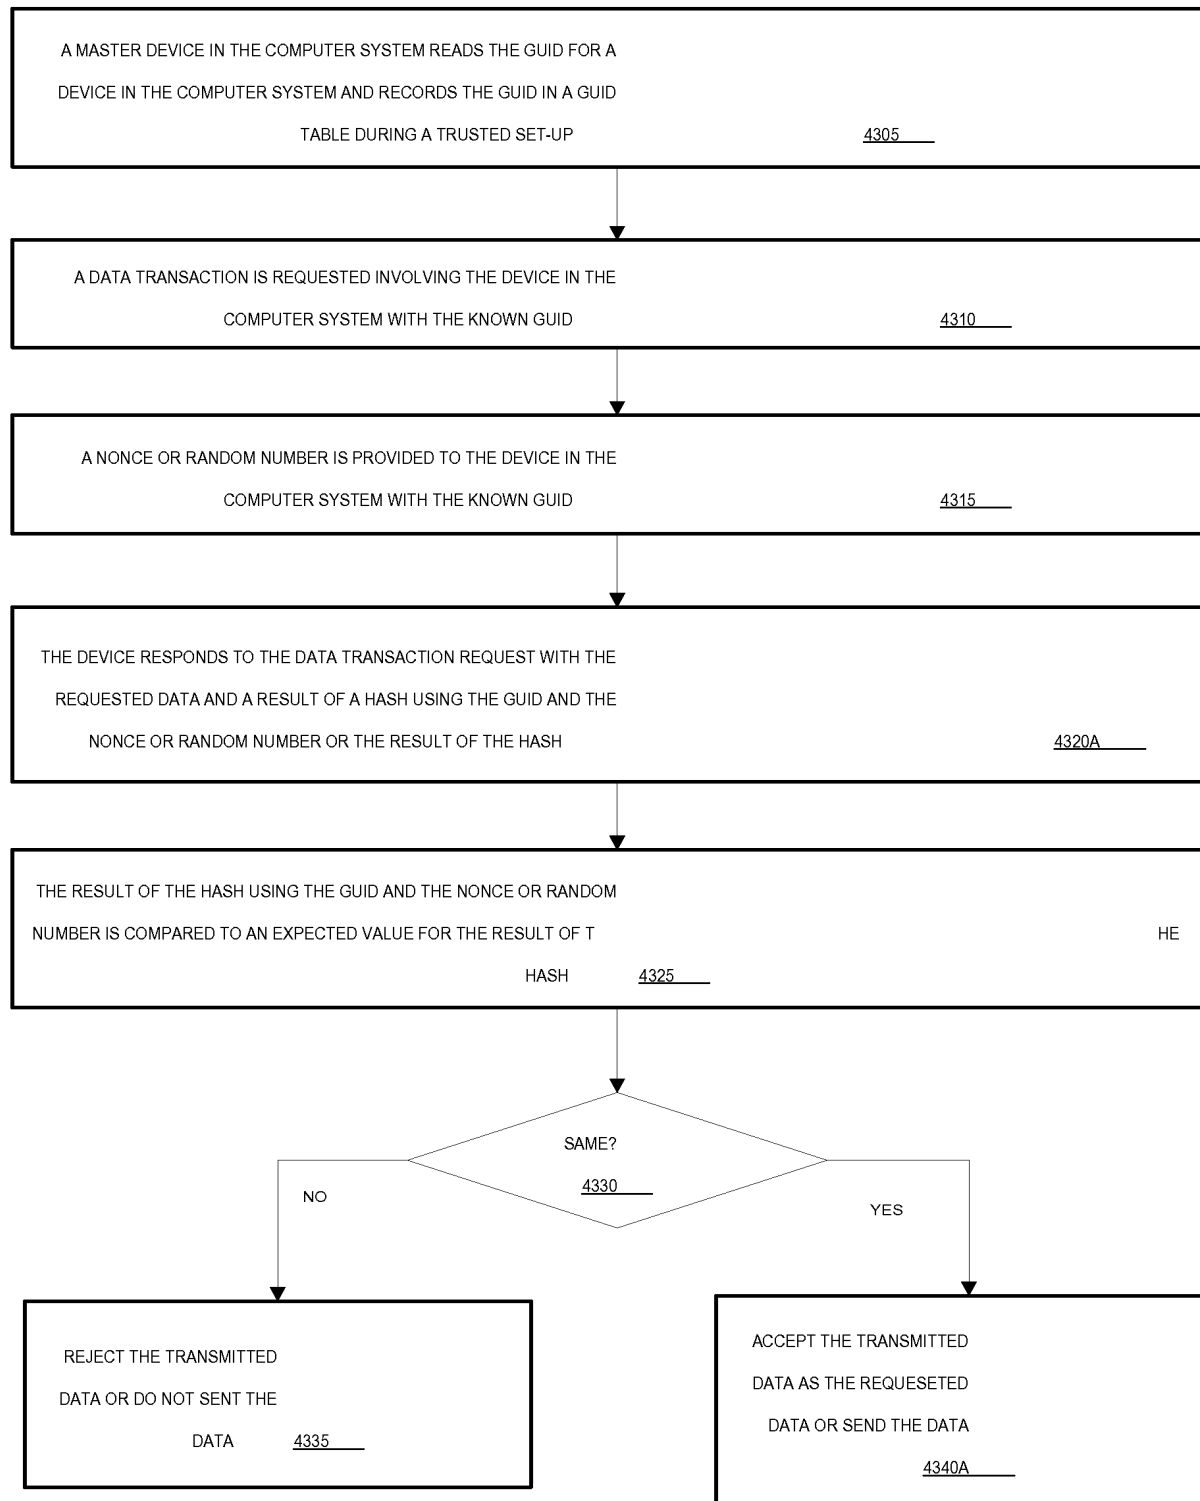 A MASTER DEVICE IN THE COMPUTER SYSTEM READS THE GUID FOR A
DEVICE IN THE COMPUTER SYSTEM AND RECORDS THE GUID IN A GUID
TABLE DURING A TRUSTED SET-UP 4305
A DATA TRANSACTION IS REQUESTED INVOLVING THE DEVICE IN THE
COMPUTER SYSTEM WITH THE KNOWN GUID 4310
A NONCE OR RANDOM NUMBER IS PROVIDED TO THE DEVICE IN THE
COMPUTER SYSTEM WITH THE KNOWN GUID 4315
THE DEVICE RESPONDS TO THE DATA TRANSACTION REQUEST WITH THE
REQUESTED DATA AND A RESULT OF A HASH USING THE GUID AND THE
NONCE OR RANDOM NUMBER OR THE RESULT OF THE HASH 4320A
THE RESULT OF THE HASH USING THE GUID AND THE NONCE OR RANDOM
NUMBER IS COMPARED TO AN EXPECTED VALUE FOR THE RESULT OF T HE
HASH 4325
SAME?
4330
NO
YES
REJECT THE TRANSMITTED
DATA OR DO NOT SENT THE
DATA 4335
ACCEPT THE TRANSMITTED
DATA AS THE REQUESETED
DATA OR SEND THE DATA
4340A